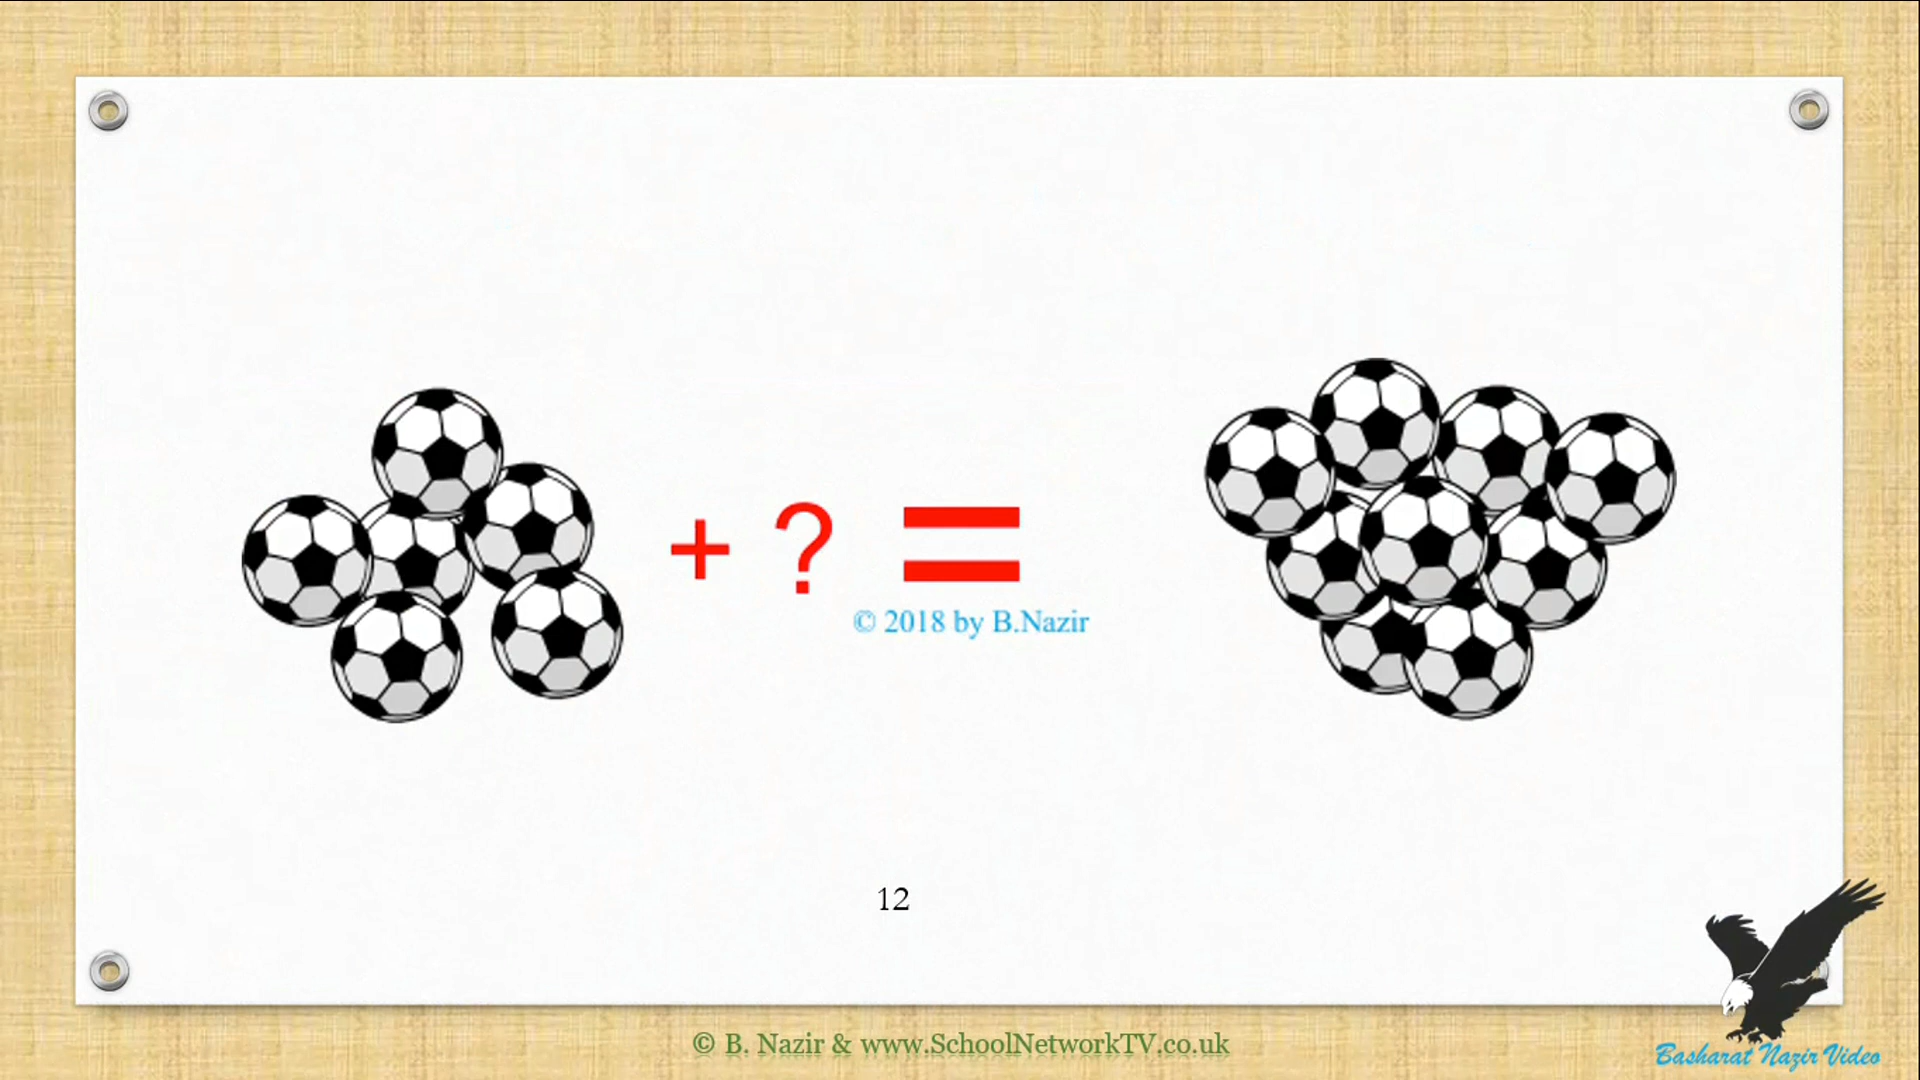 + ? =
© 2018 by B.Nazir
12
© B. Nazir & www.SchoolNetworkTV.co.uk
Basharat Nazir Video